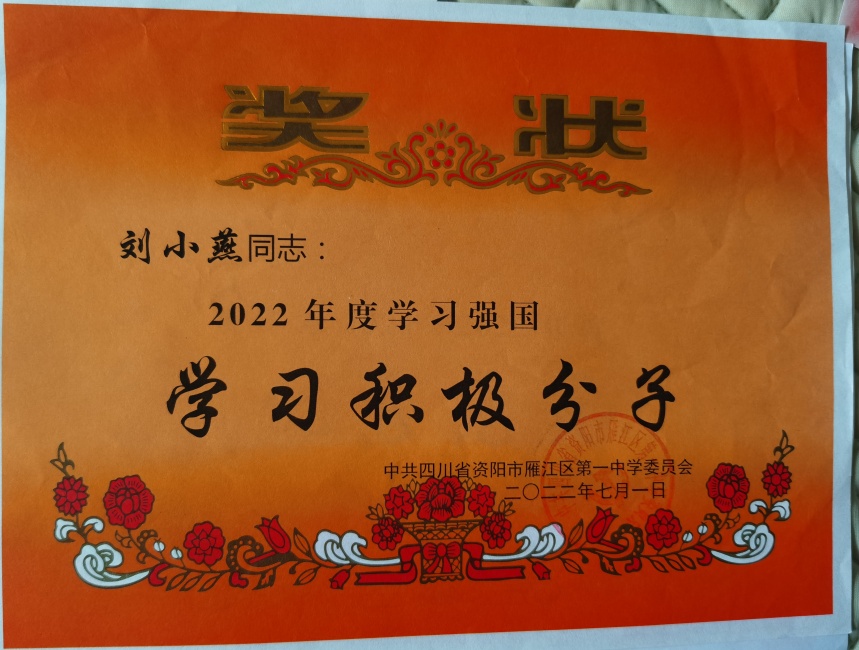 奖状
刘小燕同志：
2022年度学习强国
学习积极分子
中共四川省资阳市雁江区第一中学委员会
二〇二二年七月一日